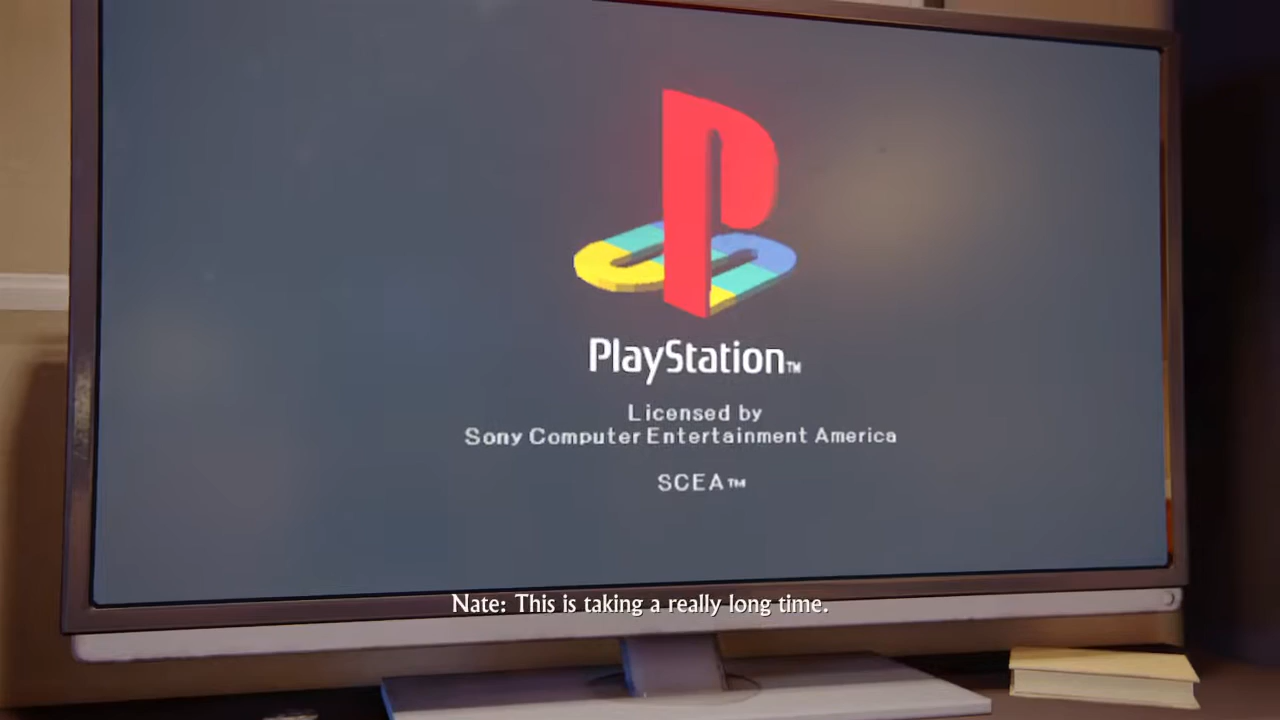 PlayStation™
Licensed by
Sony Computer Entertainment America
SCEA™
Nate: This is taking a really long time.